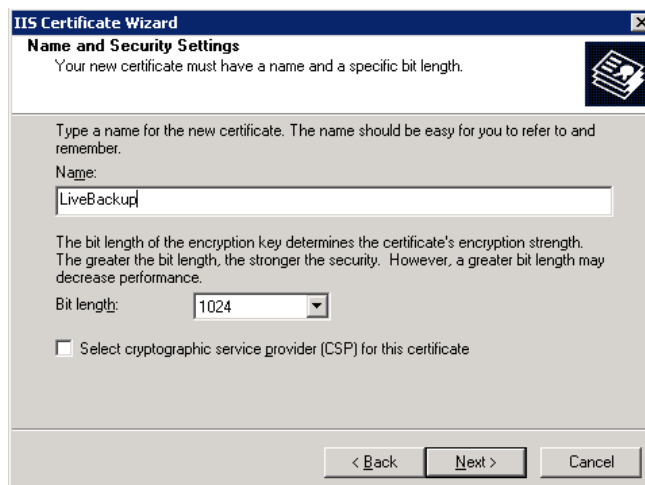 IIS Certificate Wizard
Name and Security Settings
Your new certificate must have a name and a specific bit length.
Type a name for the new certificate. The name should be easy for you to refer to and
remember.
Name:
LiveBackup
The bit length of the encryption key determines the certificate's encryption strength.
The greater the bit length, the stronger the security.  However, a greater bit length may
decrease performance.
Bit length:
1024
Select cryptographic service provider (CSP) for this certificate
< Back
Next >
Cancel